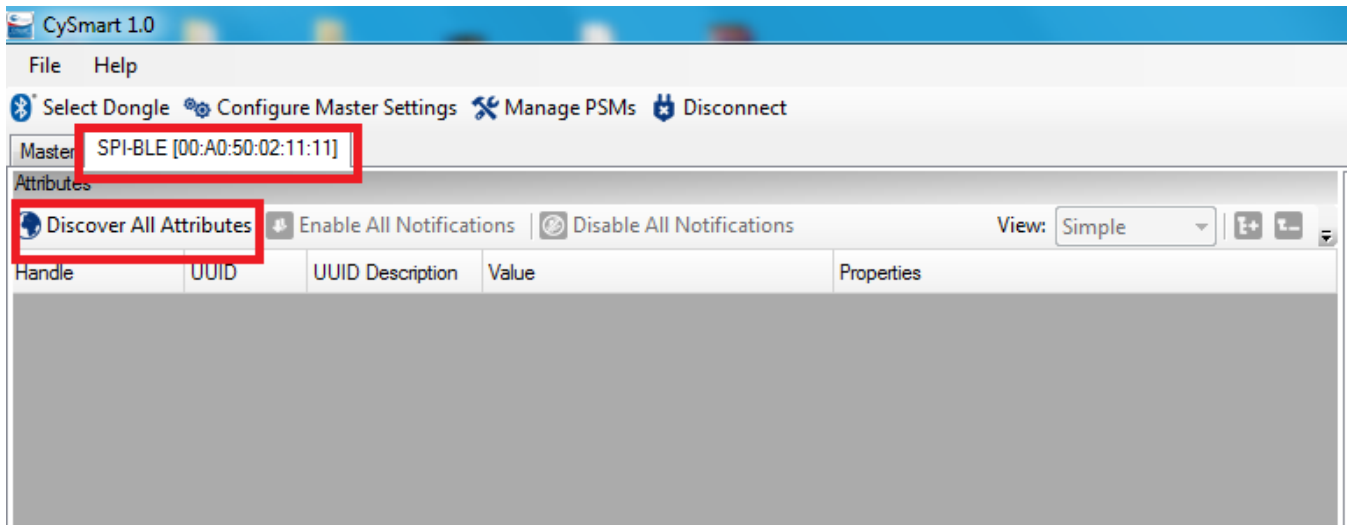 CySmart 1.0
File Help
Select Dongle Configure Master Settings Manage PSMs Disconnect
Master SPI-BLE [00:A0:50:02:11:11]
Attributes
Discover All Attributes Enable All Notifications Disable All Notifications View: Simple
Handle UUID UUID Description Value Properties